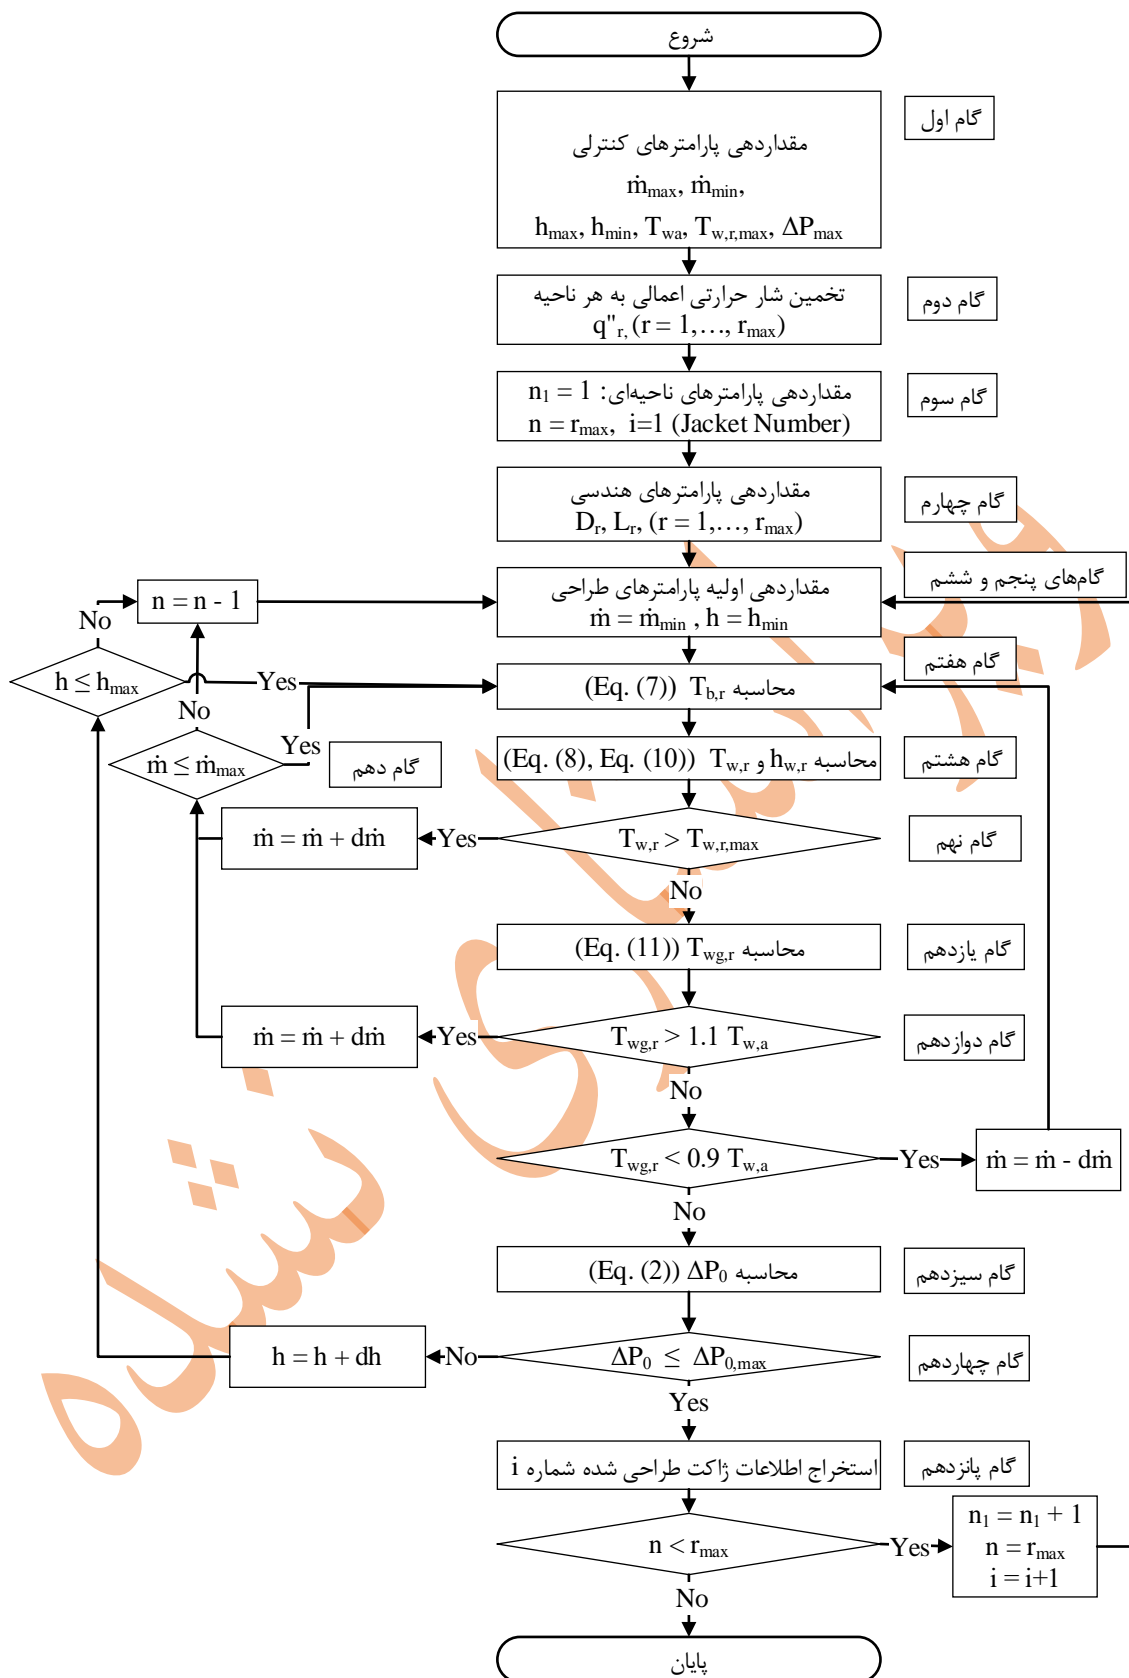 شروع
گام اول
مقداردهی پارامترهای کنترلی
ṁmax, ṁmin,
hmax, hmin, Twa, Tw,r,max, ΔPmax
گام دوم
تخمین شار حرارتی اعمالی به هر ناحیه
q"r, (r = 1,…, rmax)
گام سوم
مقداردهی پارامترهای ناحیه‌ای: n1 = 1
n = rmax, i=1 (Jacket Number)
گام چهارم
مقداردهی پارامترهای هندسی
Dr, Lr, (r = 1,…, rmax)
گام‌های پنجم و ششم
مقداردهی اولیه پارامترهای طراحی
ṁ = ṁmin , h = hmin
n = n - 1
No
h ≤ hmax
Yes
گام هفتم
محاسبه Tb,r (Eq. (7))
No
ṁ ≤ ṁmax
Yes
گام دهم
گام هشتم
محاسبه hw,r و Tw,r (Eq. (8), Eq. (10))
گام نهم
Tw,r > Tw,r,max
Yes
ṁ = ṁ + dṁ
No
گام یازدهم
محاسبه Twg,r (Eq. (11))
گام دوازدهم
Twg,r > 1.1 Tw,a
Yes
ṁ = ṁ + dṁ
No
Twg,r < 0.9 Tw,a
Yes
ṁ = ṁ - dṁ
No
گام سیزدهم
محاسبه ΔP0 (Eq. (2))
گام چهاردهم
ΔP0 ≤ ΔP0,max
No
h = h + dh
Yes
گام پانزدهم
استخراج اطلاعات ژاکت طراحی شده شماره i
n < rmax
Yes
n1 = n1 + 1
n = rmax
i = i+1
No
پایان
ویراستاری نشده